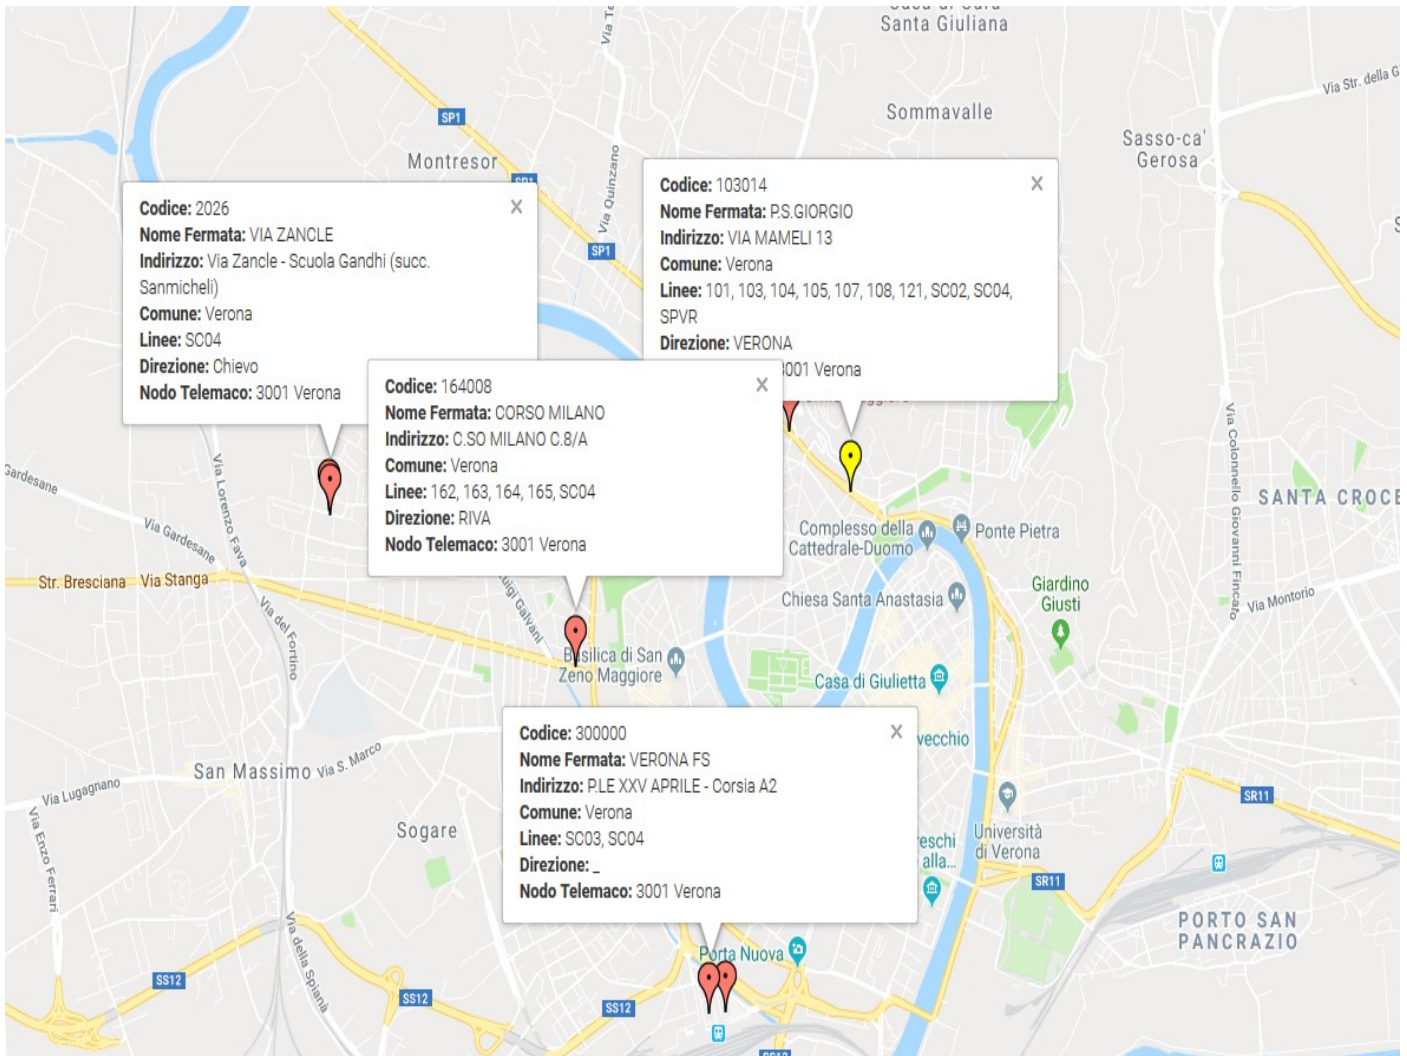 Santa Giuliana
Via Str. della G
Sommavalle
SP1
Sasso-ca'
Gerosa
Montresor
Via Quinzano
SP1
Codice: 2026
Nome Fermata: VIA ZANCLE
Indirizzo: Via Zancle - Scuola Gandhi (succ.
Sanmicheli)
Comune: Verona
Linee: SC04
Direzione: Chievo
Nodo Telemaco: 3001 Verona
Codice: 103014
Nome Fermata: P.S.GIORGIO
Indirizzo: VIA MAMELI 13
Comune: Verona
Linee: 101, 103, 104, 105, 107, 108, 121, SC02, SC04,
SPVR
Direzione: VERONA
3001 Verona
Codice: 164008
Nome Fermata: CORSO MILANO
Indirizzo: C.SO MILANO C.8/A
Comune: Verona
Linee: 162, 163, 164, 165, SC04
Direzione: RIVA
Nodo Telemaco: 3001 Verona
Gardesane
Via Gardesane
Via Lorenzo Fava
Str. Bresciana
Via Stanga
Via del Fortino
Luigi Galvani
Complesso della
Cattedrale-Duomo
Ponte Pietra
SANTA CROCE
Via Colonnello Giovanni Fincato
Via Montorio
Chiesa Santa Anastasia
Giardino
Giusti
Basilica di San
Zeno Maggiore
Casa di Giulietta
Codice: 300000
Nome Fermata: VERONA FS
Indirizzo: P.LE XXV APRILE - Corsia A2
Comune: Verona
Linee: SC03, SC04
Direzione: _
Nodo Telemaco: 3001 Verona
vecchio
San Massimo
Via S. Marco
Via Lugagnano
Via Enzo Ferrari
Sogare
SR11
Università
di Verona
reschi
alla...
SR11
PORTO SAN
PANCRAZIO
Porta Nuova
Via della Spianà
SS12
SS12
SS12
SS12